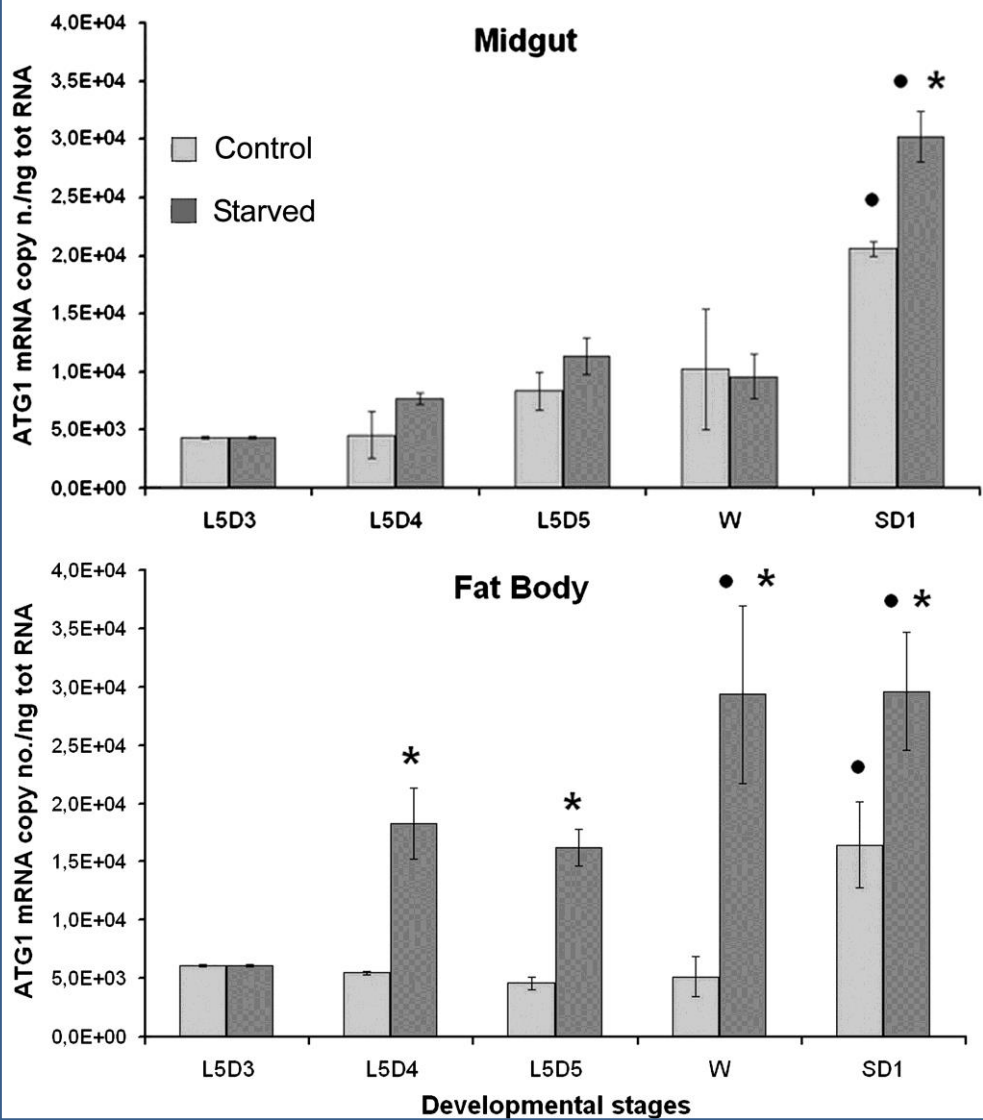 Midgut
ATG1 mRNA copy n./ng tot RNA
4,0E+04
3,5E+04
3,0E+04
2,5E+04
2,0E+04
1,5E+04
1,0E+04
5,0E+03
0,0E+00
Control
Starved
● *
●
L5D3 L5D4 L5D5 W SD1
Fat Body
ATG1 mRNA copy no./ng tot RNA
4,0E+04
3,5E+04
3,0E+04
2,5E+04
2,0E+04
1,5E+04
1,0E+04
5,0E+03
0,0E+00
● *
● *
●
*
*
L5D3 L5D4 L5D5 W SD1
Developmental stages